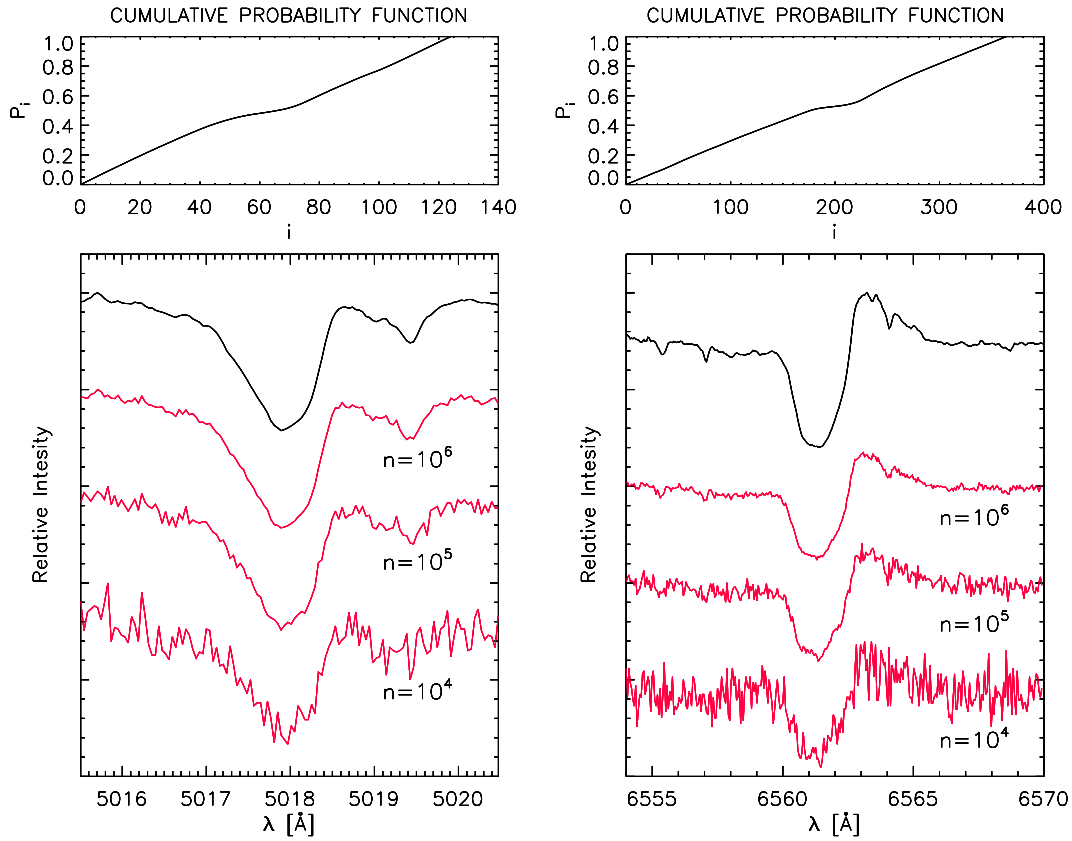 CUMULATIVE PROBABILITY FUNCTION
1.0
0.8
0.6
0.4
0.2
0.0
P_i
0 20 40 60 80 100 120 140
i
n=10^6
n=10^5
n=10^4
Relative Intesity
5016 5017 5018 5019 5020
λ [Å]
CUMULATIVE PROBABILITY FUNCTION
1.0
0.8
0.6
0.4
0.2
0.0
P_i
0 100 200 300 400
i
n=10^6
n=10^5
n=10^4
Relative Intesity
6555 6560 6565 6570
λ [Å]